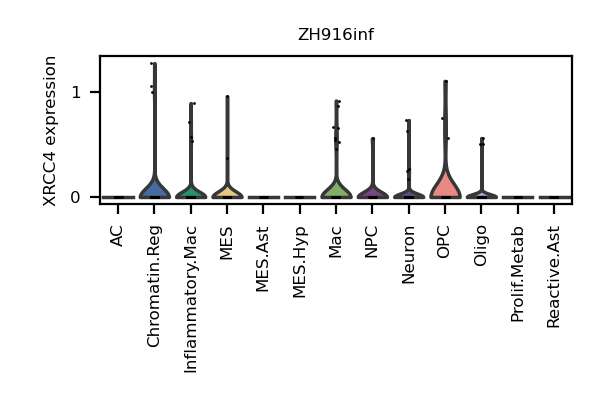 ZH916inf
XRCC4 expression
1
0
AC
Chromatin.Reg
Inflammatory.Mac
MES
MES.Ast
MES.Hyp
Mac
NPC
Neuron
OPC
Oligo
Prolif.Metab
Reactive.Ast